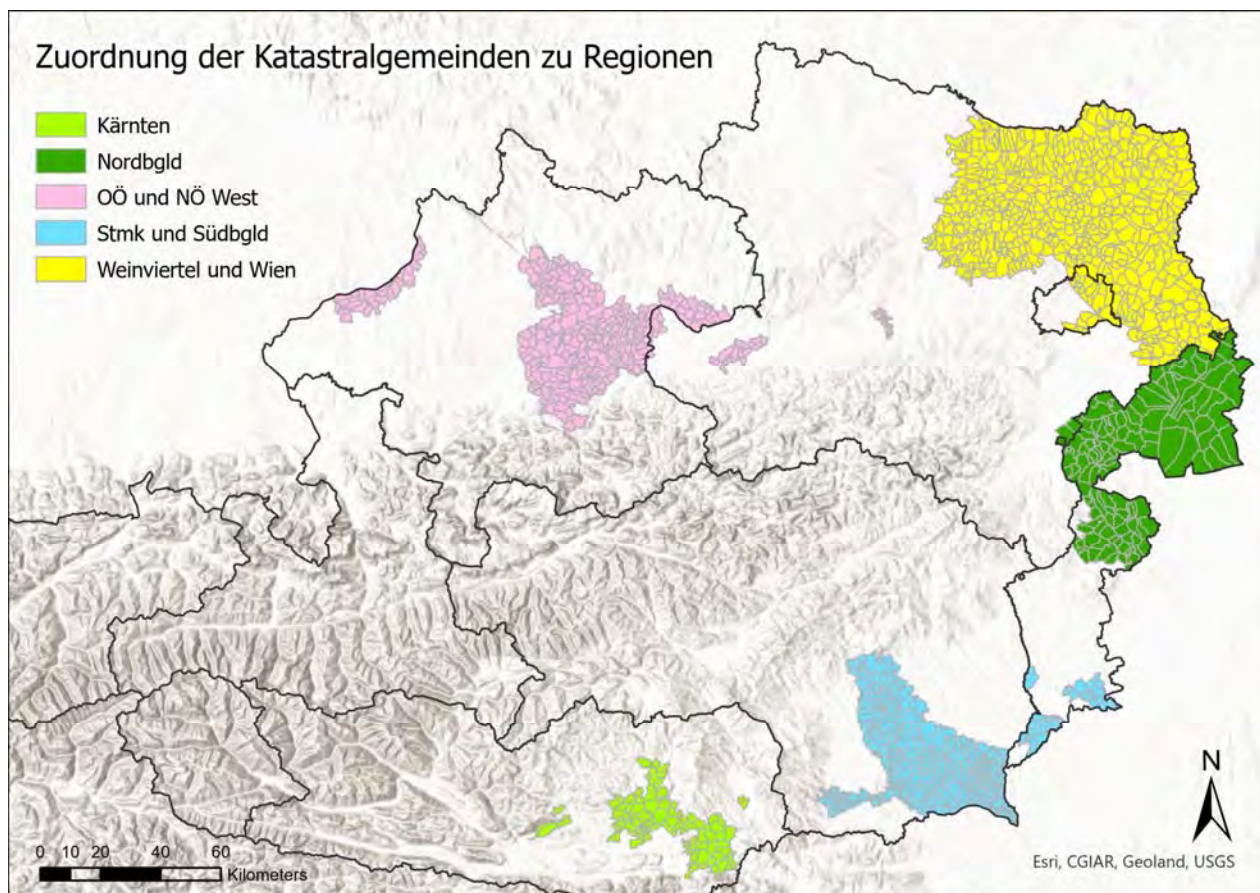 Zuordnung der Katastralgemeinden zu Regionen
Kärnten
Nordbgld
OÖ und NÖ West
Stmk und Südbgld
Weinviertel und Wien
N
0 10 20 40 60
Kilometers
Esri, CGIAR, Geoland, USGS